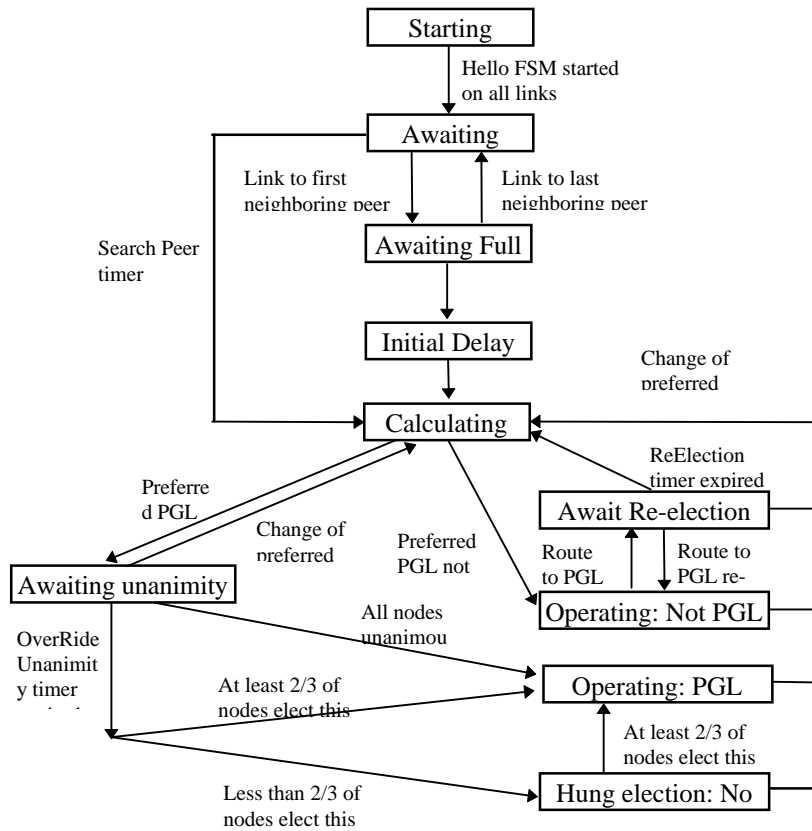 Starting
Hello FSM started
on all links
Awaiting
Link to first
neighboring peer
Link to last
neighboring peer
Search Peer
timer
Awaiting Full
Initial Delay
Change of
preferred
Calculating
ReElection
timer expired
Preferre
d PGL
Change of
preferred
Preferred
PGL not
Await Re-election
Route
to PGL
Route to
PGL re-
Awaiting unanimity
Operating: Not PGL
All nodes
unanimou
OverRide
Unanimit
y timer
At least 2/3 of
nodes elect this
Operating: PGL
At least 2/3 of
nodes elect this
Less than 2/3 of
nodes elect this
Hung election: No